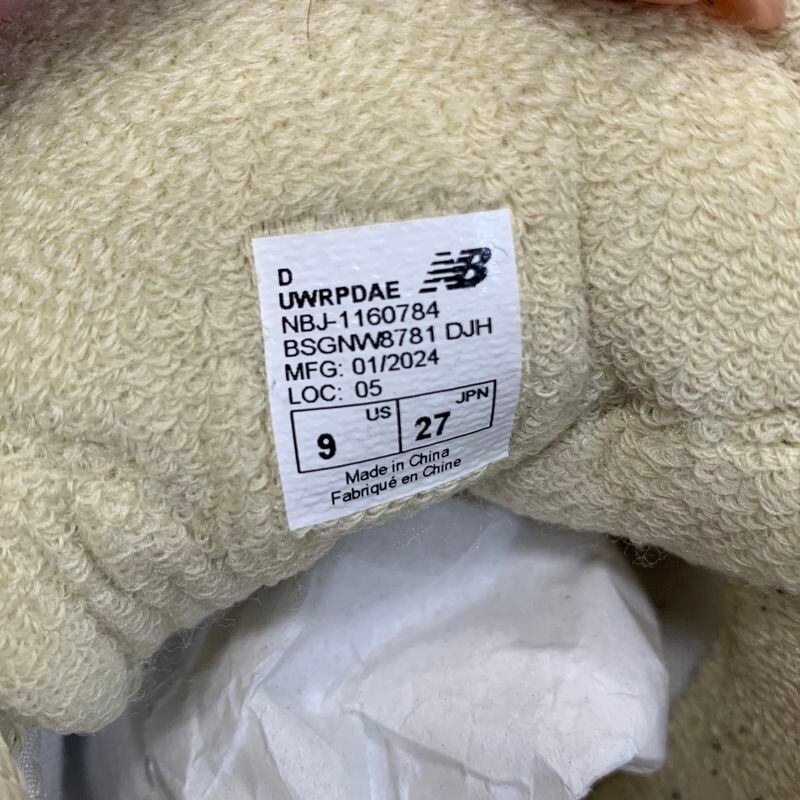 D
UWRPDAE
NB
NBJ-1160784
BSGNW8781 DJH
MFG: 01/2024
LOC: 05
9 US 27 JPN
Made in China
Fabriqué en Chine